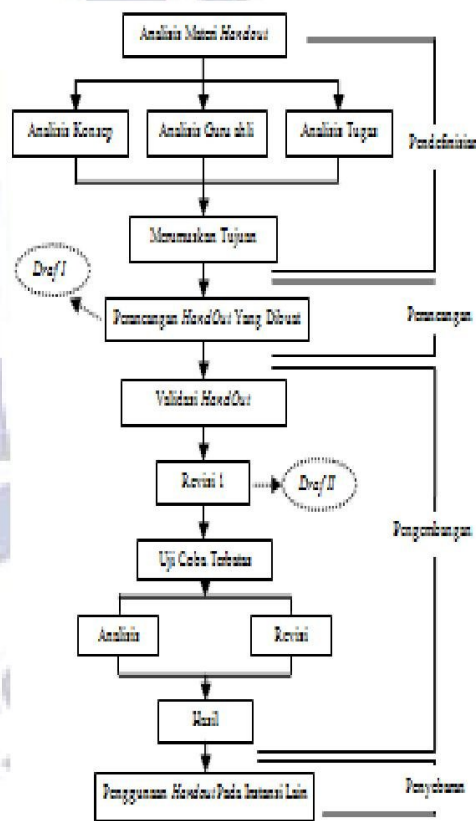 Analisis Materi Handout
Analisis Konsep
Analisis Guru ahli
Analisis Tugas
Pendefinisian
Merumuskan Tujuan
Draf I
Perancangan HandOut Yang Dibuat
Perancangan
Validasi HandOut
Revisi 1
Draf II
Pengembangan
Uji Coba Terbatas
Analisis
Revisi
Hasil
Penggunaan Handout Pada Instansi Lain
Penyebaran